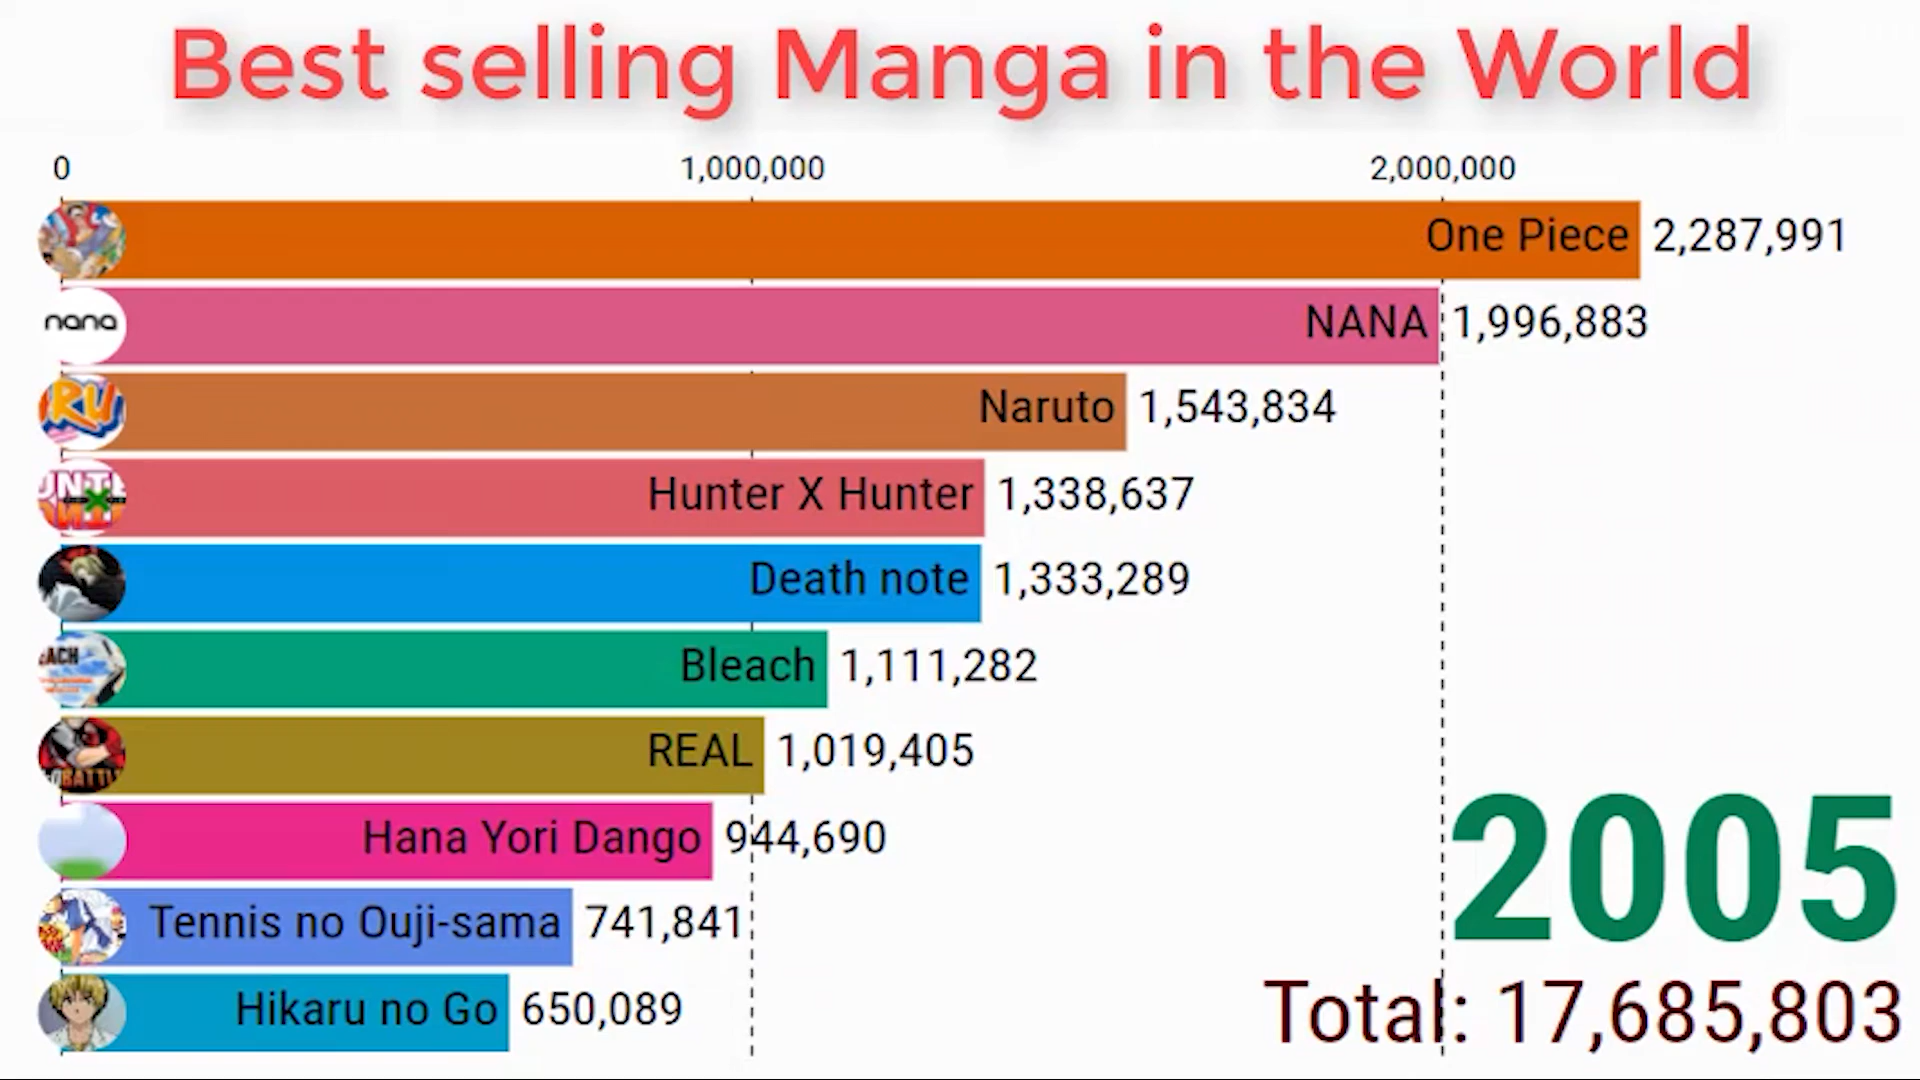 Best selling Manga in the World
0 1,000,000 2,000,000
One Piece 2,287,991
nana NANA 1,996,883
RU Naruto 1,543,834
Hunter X Hunter 1,338,637
Death note 1,333,289
ACH Bleach 1,111,282
REAL 1,019,405
Hana Yori Dango 944,690
Tennis no Ouji-sama 741,841
Hikaru no Go 650,089
2005
Total: 17,685,803